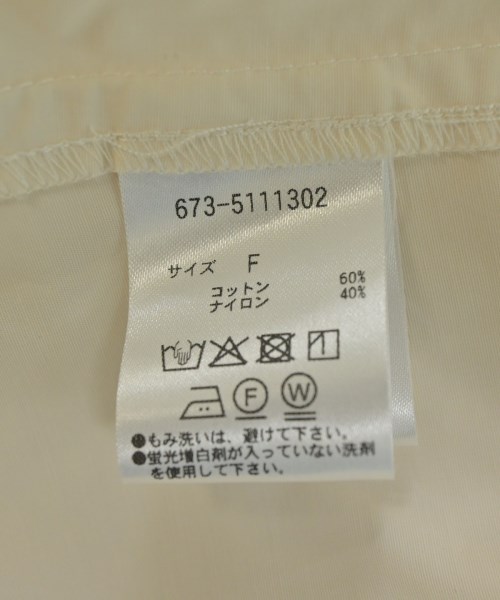 673-5111302
サイズ F
コットン 60%
ナイロン 40%
F W
●もみ洗いは、避けて下さい。
●蛍光増白剤が入っていない洗剤
を使用して下さい。